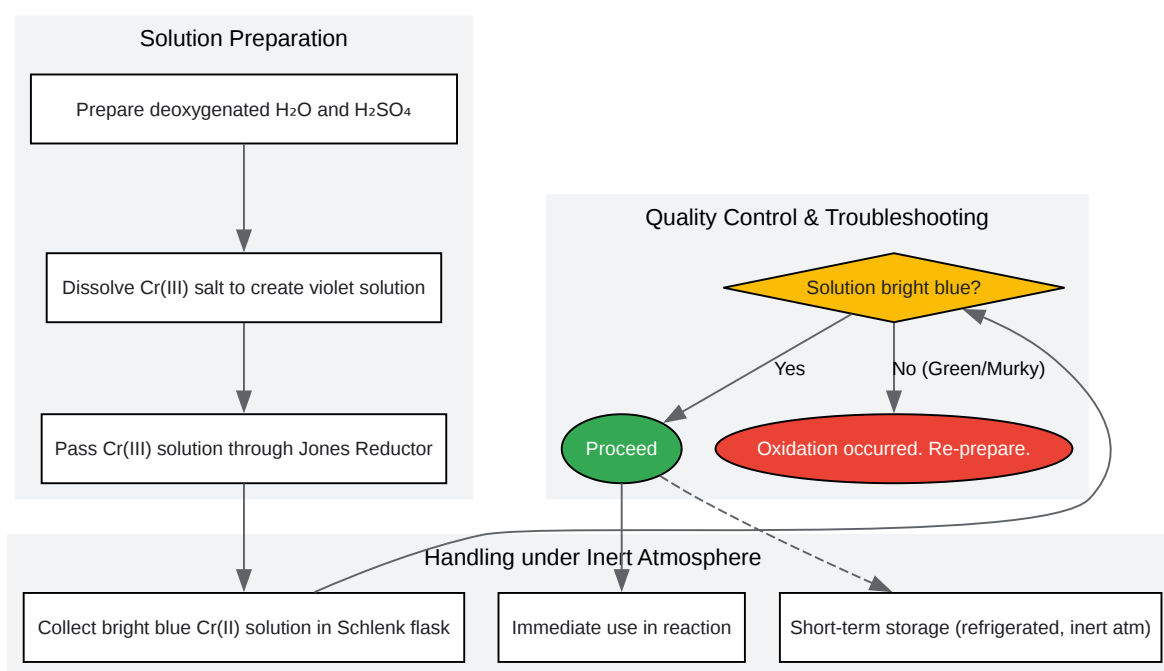 Solution Preparation
Prepare deoxygenated H₂O and H₂SO₄
Dissolve Cr(III) salt to create violet solution
Pass Cr(III) solution through Jones Reductor
Quality Control & Troubleshooting
Solution bright blue?
Yes
No (Green/Murky)
Proceed
Oxidation occurred. Re-prepare.
Handling under Inert Atmosphere
Collect bright blue Cr(II) solution in Schlenk flask
Immediate use in reaction
Short-term storage (refrigerated, inert atm)